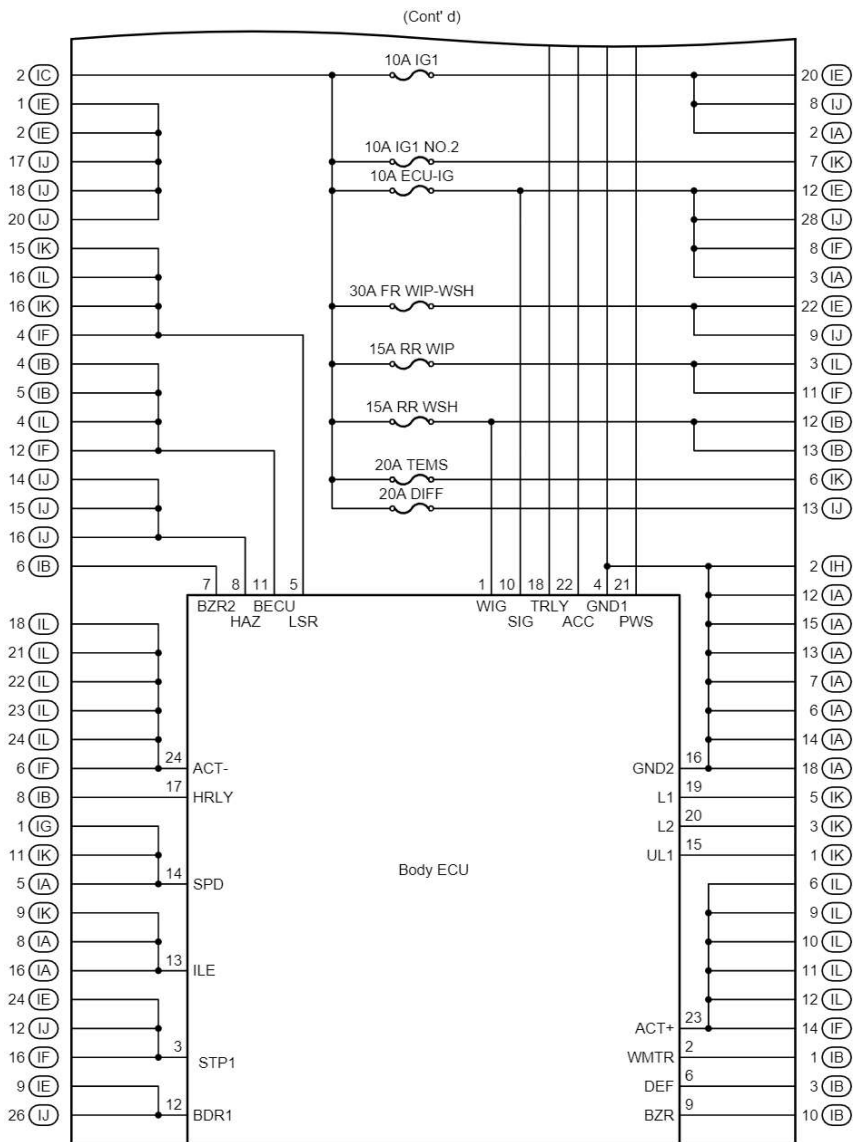 (Cont' d)
10A IG1
2 IC
20 IE
1 IE
8 IJ
2 IE
2 IA
10A IG1 NO.2
17 IJ
7 IK
10A ECU-IG
18 IJ
12 IE
20 IJ
28 IJ
15 IK
8 IF
16 IL
3 IA
30A FR WIP-WSH
16 IK
22 IE
4 IF
9 IJ
15A RR WIP
4 IB
3 IL
5 IB
11 IF
15A RR WSH
4 IL
12 IB
12 IF
13 IB
20A TEMS
14 IJ
6 IK
20A DIFF
15 IJ
13 IJ
16 IJ
6 IB
2 IH
7 8 11 5 1 10 18 22 4 21
12 IA
BZR2 BECU WIG TRLY GND1
HAZ LSR SIG ACC PWS
18 IL
15 IA
21 IL
13 IA
22 IL
7 IA
23 IL
6 IA
24 IL
14 IA
6 IF
24 ACT-
GND2 16
18 IA
8 IB
17 HRLY
L1 19
5 IK
1 IG
L2 20
3 IK
11 IK
UL1 15
1 IK
Body ECU
5 IA
14 SPD
6 IL
9 IK
9 IL
8 IA
10 IL
16 IA
13 ILE
11 IL
24 IE
12 IL
12 IJ
ACT+ 23
14 IF
16 IF
3 STP1
WMTR 2
1 IB
9 IE
DEF 6
3 IB
26 IJ
12 BDR1
BZR 9
10 IB